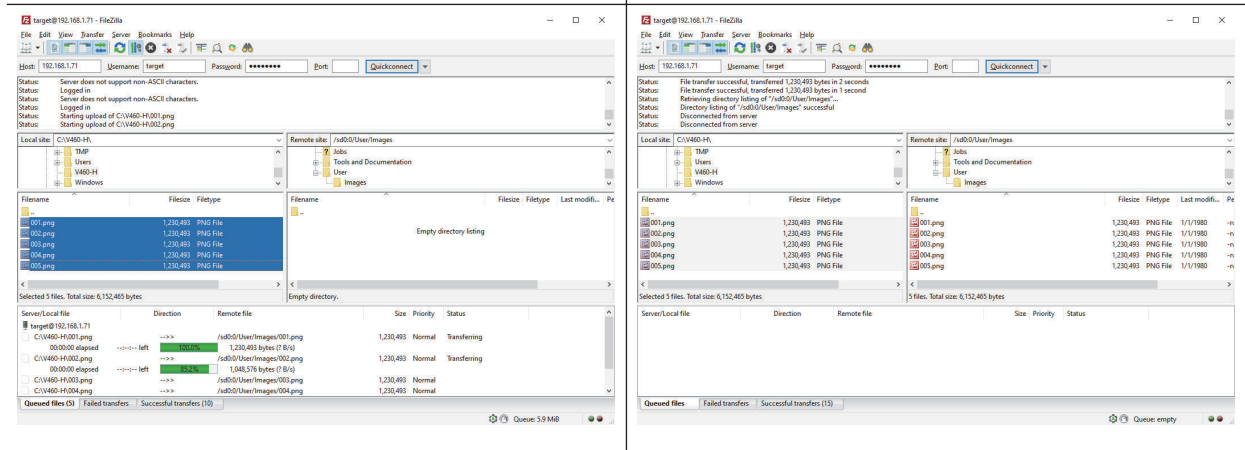 target@192.168.1.71 - FileZilla
File Edit View Transfer Server Bookmarks Help
Host: 192.168.1.71 Username: target Password: ●●●●●●●● Port: Quickconnect
Status: Server does not support non-ASCII characters.
Status: Logged in
Status: Server does not support non-ASCII characters.
Status: Logged in
Status: Starting upload of C:\V460-H\001.png
Status: Starting upload of C:\V460-H\002.png
Local site: C:\V460-H\
TMP
Users
V460-H
Windows
Remote site: /sd0:0/User/Images
? Jobs
Tools and Documentation
User
Images
Filename Filesize Filetype
..
001.png 1,230,493 PNG File
002.png 1,230,493 PNG File
003.png 1,230,493 PNG File
004.png 1,230,493 PNG File
005.png 1,230,493 PNG File
Selected 5 files. Total size: 6,152,465 bytes
Filename Filesize Filetype Last modifi... Pe
..
Empty directory listing
Empty directory.
Server/Local file Direction Remote file Size Priority Status
target@192.168.1.71
C:\V460-H\001.png -->> /sd0:0/User/Images/001.png 1,230,493 Normal Transferring
00:00:00 elapsed --:--:-- left 100.0% 1,230,493 bytes (? B/s)
C:\V460-H\002.png -->> /sd0:0/User/Images/002.png 1,230,493 Normal Transferring
00:00:00 elapsed --:--:-- left 85.2% 1,048,576 bytes (? B/s)
C:\V460-H\003.png -->> /sd0:0/User/Images/003.png 1,230,493 Normal
C:\V460-H\004.png -->> /sd0:0/User/Images/004.png 1,230,493 Normal
Queued files (5) Failed transfers Successful transfers (10)
Queue: 5.9 MiB
target@192.168.1.71 - FileZilla
File Edit View Transfer Server Bookmarks Help
Host: 192.168.1.71 Username: target Password: ●●●●●●●● Port: Quickconnect
Status: File transfer successful, transferred 1,230,493 bytes in 2 seconds
Status: File transfer successful, transferred 1,230,493 bytes in 1 second
Status: Retrieving directory listing of "/sd0:0/User/Images"...
Status: Directory listing of "/sd0:0/User/Images" successful
Status: Disconnected from server
Status: Disconnected from server
Local site: C:\V460-H\
TMP
Users
V460-H
Windows
Remote site: /sd0:0/User/Images
? Jobs
Tools and Documentation
User
Images
Filename Filesize Filetype
..
001.png 1,230,493 PNG File
002.png 1,230,493 PNG File
003.png 1,230,493 PNG File
004.png 1,230,493 PNG File
005.png 1,230,493 PNG File
Selected 5 files. Total size: 6,152,465 bytes
Filename Filesize Filetype Last modifi... Pe
..
001.png 1,230,493 PNG File 1/1/1980
002.png 1,230,493 PNG File 1/1/1980
003.png 1,230,493 PNG File 1/1/1980
004.png 1,230,493 PNG File 1/1/1980
005.png 1,230,493 PNG File 1/1/1980
5 files. Total size: 6,152,465 bytes
Server/Local file Direction Remote file Size Priority Status
Queued files Failed transfers Successful transfers (15)
Queue: empty